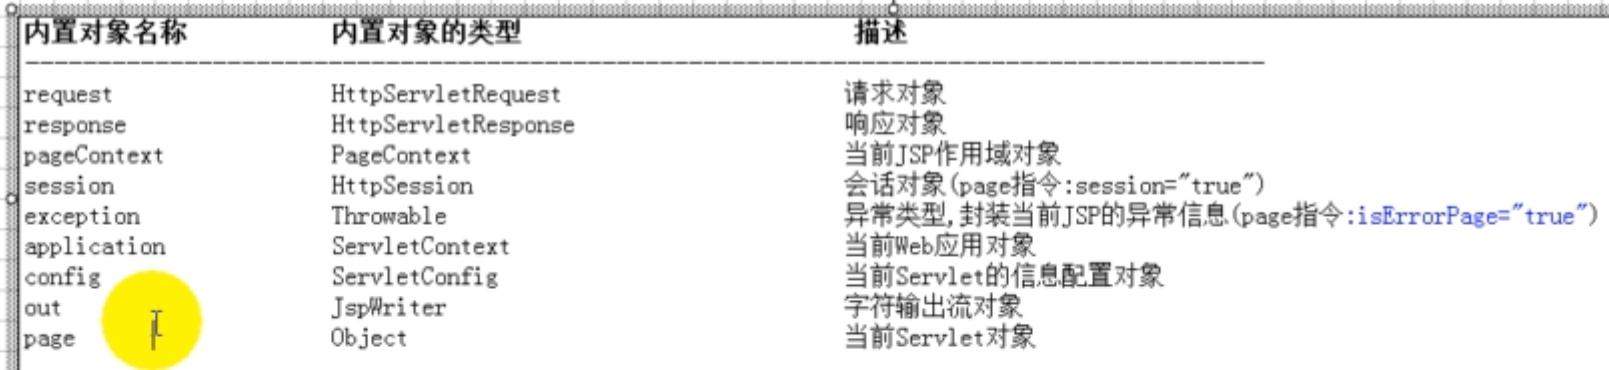 内置对象名称 内置对象的类型 描述
--------------------------------------------------------------------------------------
request HttpServletRequest 请求对象
response HttpServletResponse 响应对象
pageContext PageContext 当前JSP作用域对象
session HttpSession 会话对象(page指令:session="true")
exception Throwable 异常类型,封装当前JSP的异常信息(page指令:isErrorPage="true")
application ServletContext 当前Web应用对象
config ServletConfig 当前Servlet的信息配置对象
out JspWriter 字符输出流对象
page Object 当前Servlet对象